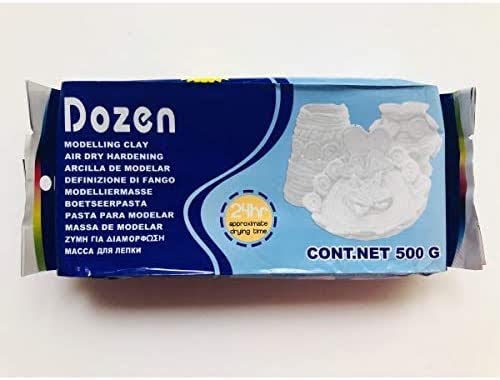 Dozen
MODELLING CLAY
AIR DRY HARDENING
ARCILLA DE MODELAR
DEFINIZIONE DI FANGO
MODELLIERMASSE
BOETSEERPASTA
PASTA PARA MODELAR
MASSA DE MODELAR
ZYMH ΓΙΑ ΔΙΑΜΟΡΦΩΣΗ
МАССА ДЛЯ ЛЕПКИ
24hr
approximate
drying time
CONT.NET 500 G